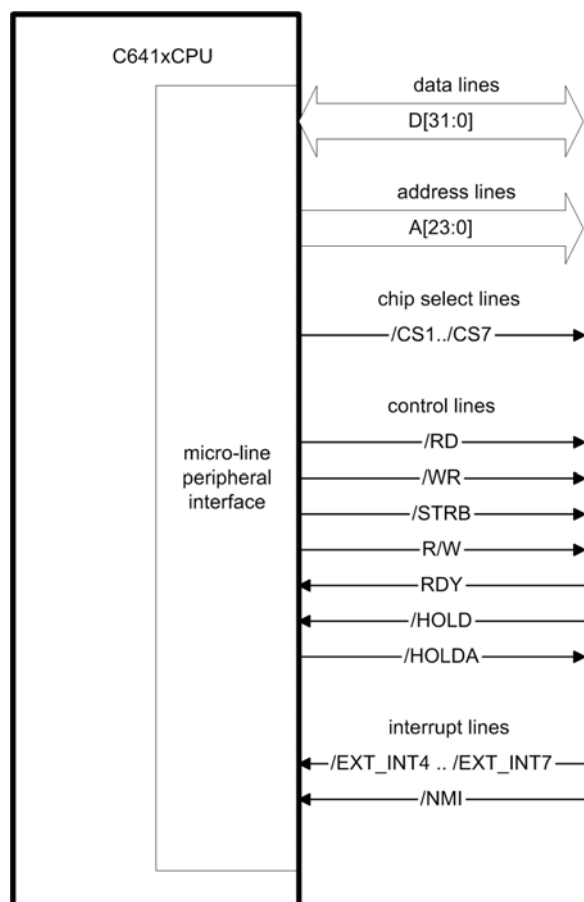 C641xCPU
data lines
D[31:0]
address lines
A[23:0]
chip select lines
/CS1../CS7
control lines
/RD
/WR
/STRB
R/W
RDY
/HOLD
/HOLDA
micro-line
peripheral
interface
interrupt lines
/EXT_INT4 .. /EXT_INT7
/NMI